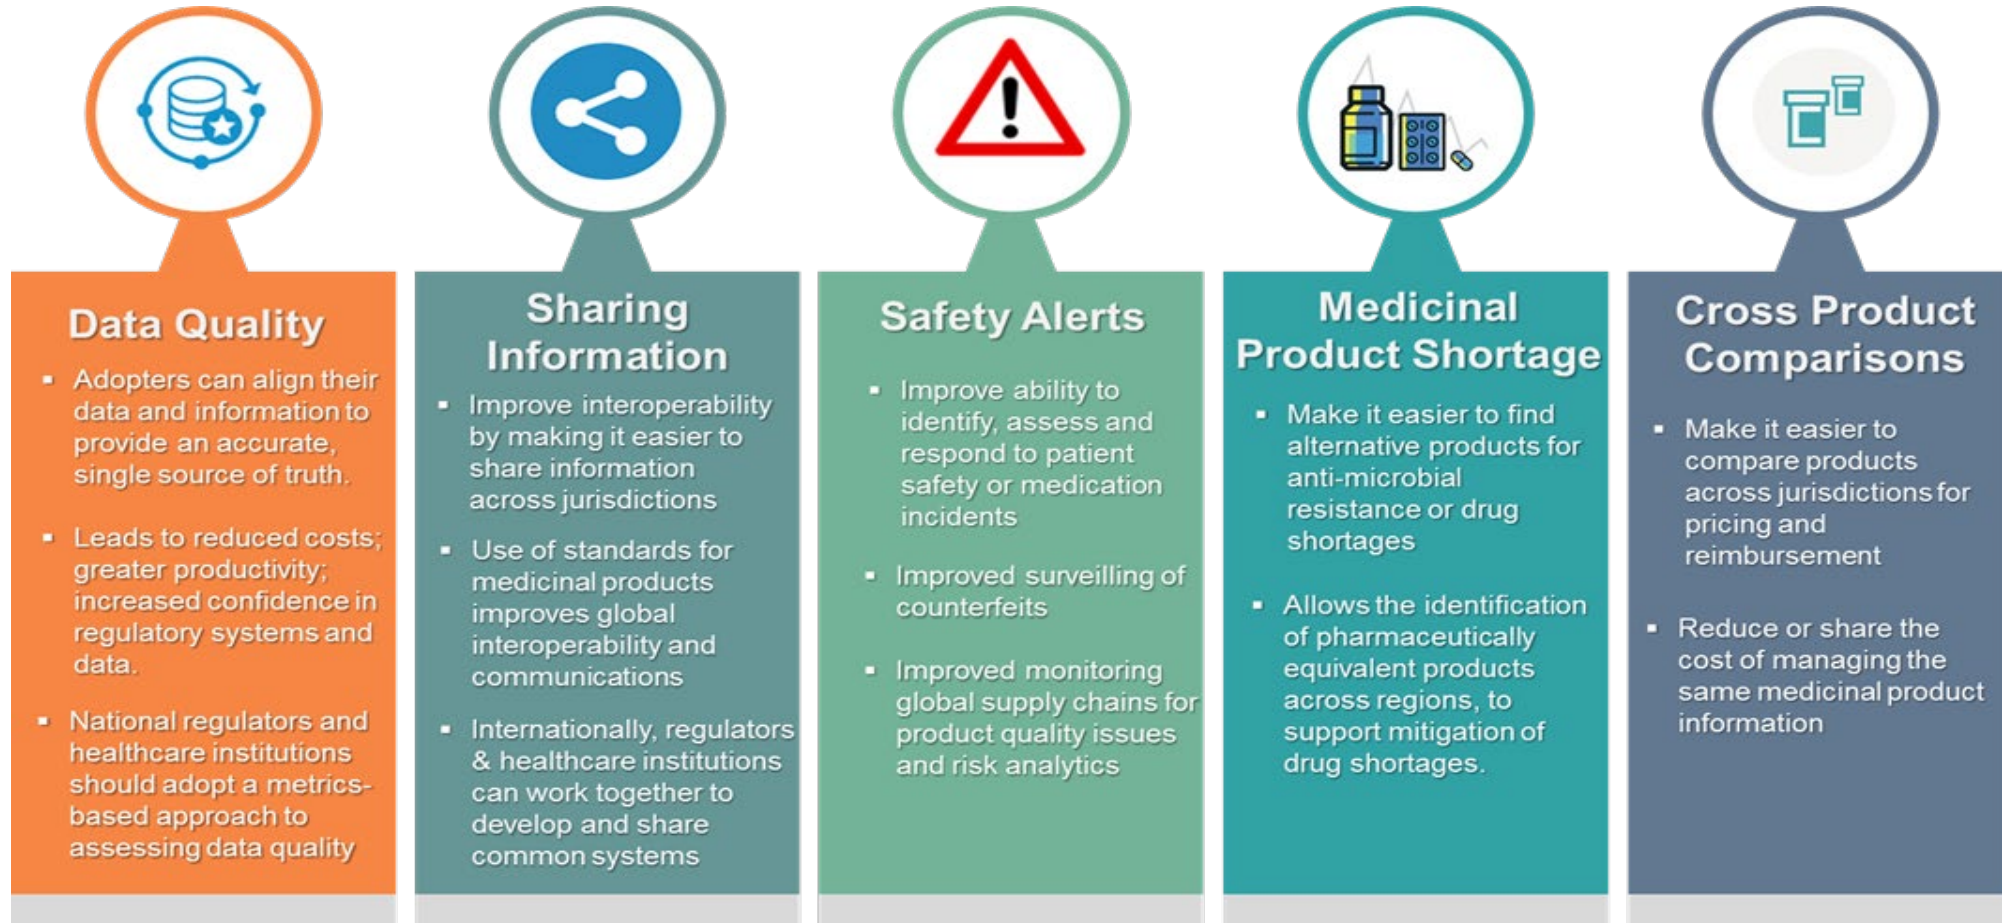 Data Quality
▪ Adopters can align their
data and information to
provide an accurate,
single source of truth.
▪ Leads to reduced costs;
greater productivity;
increased confidence in
regulatory systems and
data.
▪ National regulators and
healthcare institutions
should adopt a metrics-
based approach to
assessing data quality
Sharing
Information
▪ Improve interoperability
by making it easier to
share information
across jurisdictions
▪ Use of standards for
medicinal products
improves global
interoperability and
communications
▪ Internationally, regulators
& healthcare institutions
can work together to
develop and share
common systems
Safety Alerts
▪ Improve ability to
identify, assess and
respond to patient
safety or medication
incidents
▪ Improved surveilling of
counterfeits
▪ Improved monitoring
global supply chains for
product quality issues
and risk analytics
Medicinal
Product Shortage
▪ Make it easier to find
alternative products for
anti-microbial
resistance or drug
shortages
▪ Allows the identification
of pharmaceutically
equivalent products
across regions, to
support mitigation of
drug shortages.
Cross Product
Comparisons
▪ Make it easier to
compare products
across jurisdictions for
pricing and
reimbursement
▪ Reduce or share the
cost of managing the
same medicinal product
information